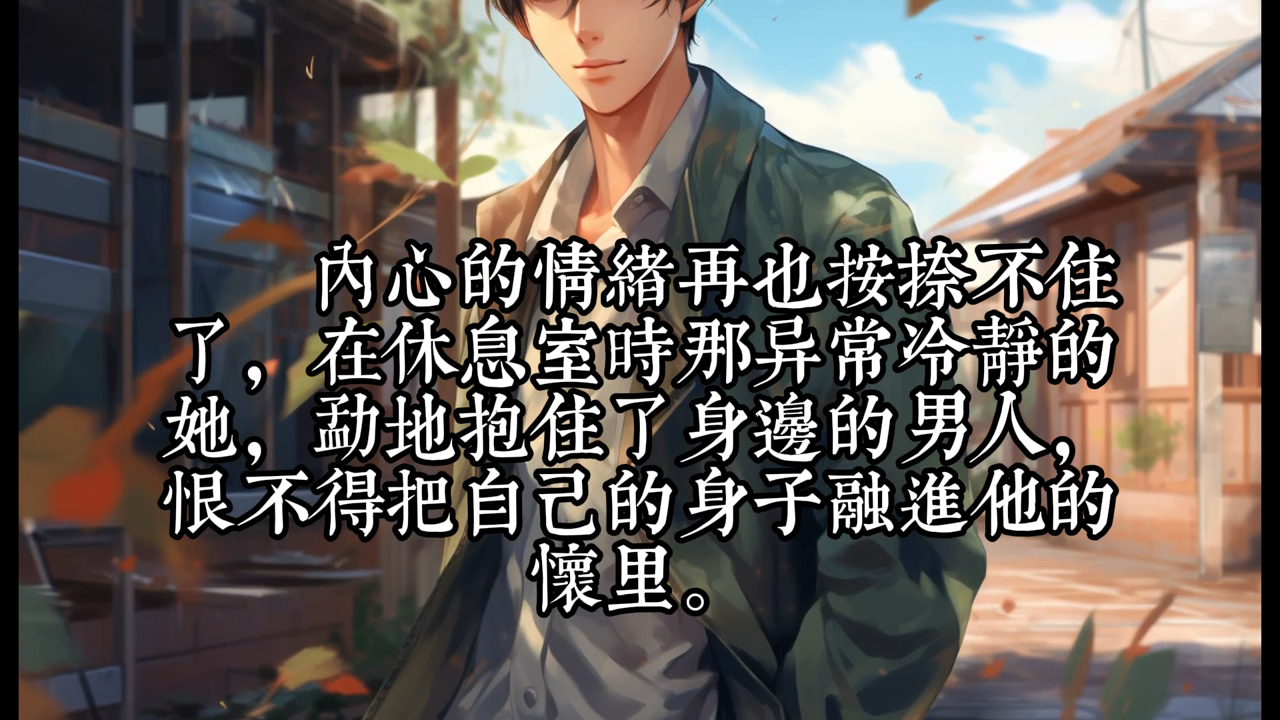 內心的情緒再也按捺不住
了，在休息室時那异常冷靜的
她，猛地抱住了身邊的男人，
恨不得把自己的身子融進他的
懷里。